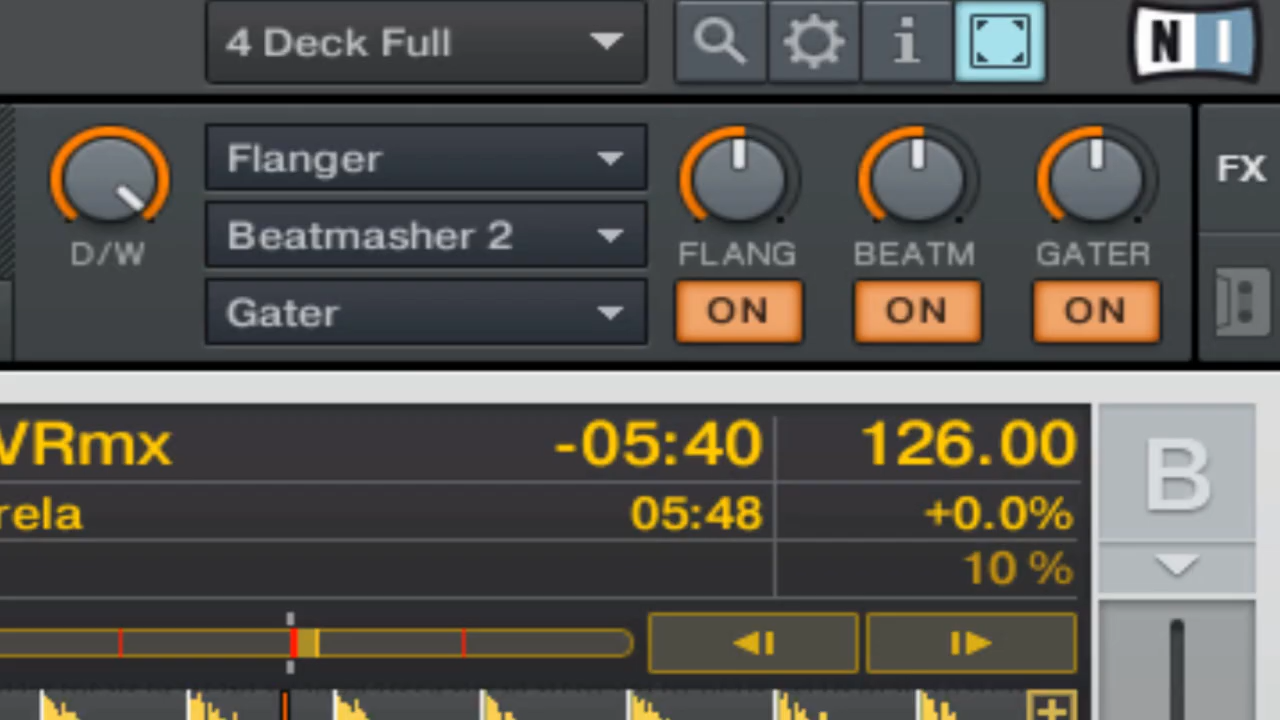 4 Deck Full
i
N I
Flanger
FX
Beatmasher 2
D/W
FLANG
BEATM
GATER
Gater
ON
ON
ON
VRmx
-05:40
126.00
B
rela
05:48
+0.0%
10 %